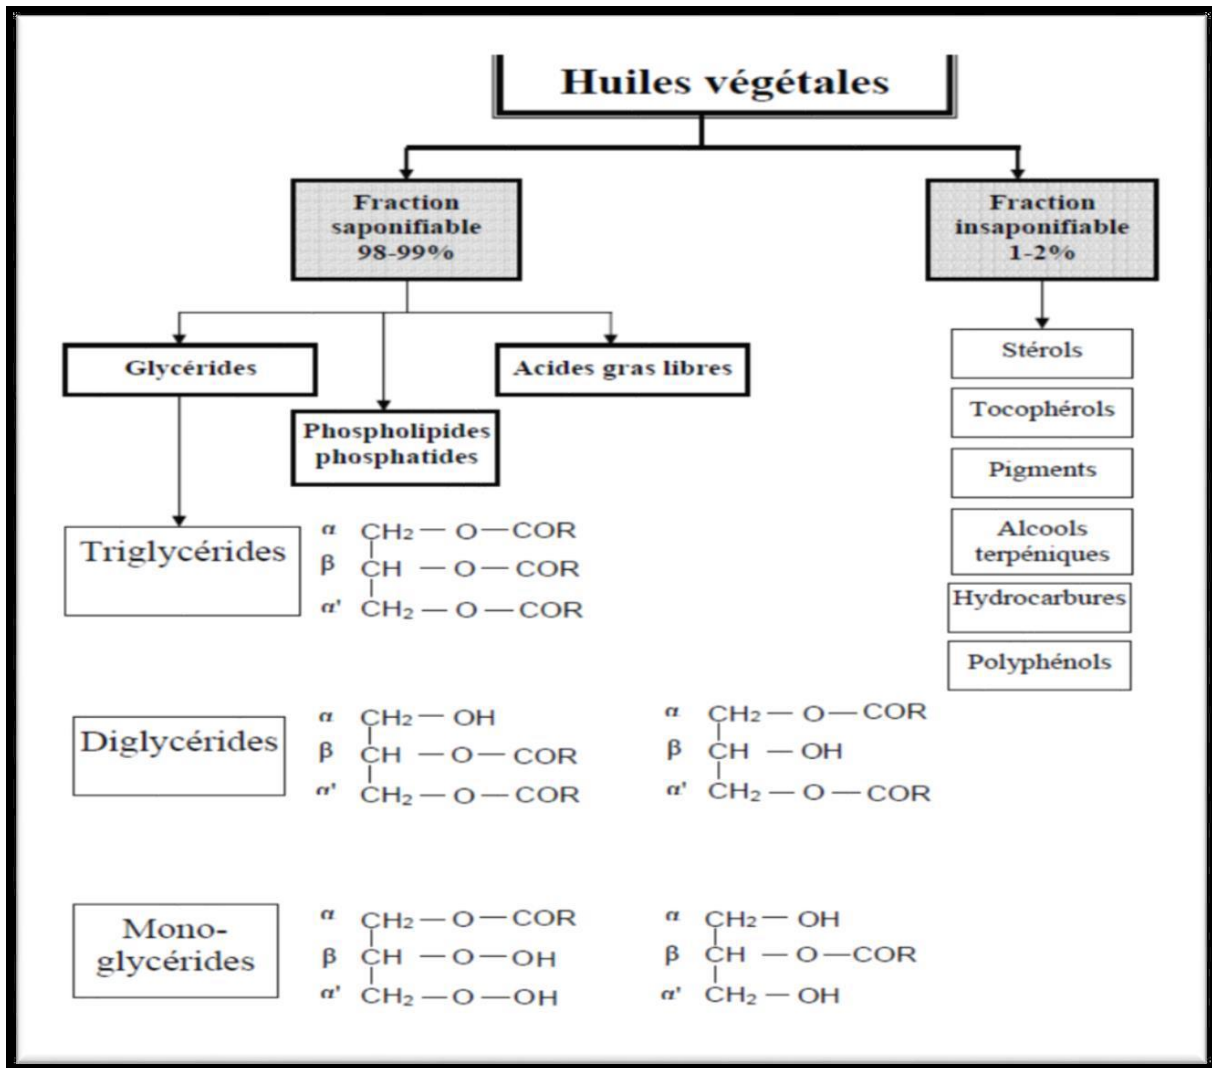 Huiles végétales
Fraction
saponifiable
98-99%
Fraction
insaponifiable
1-2%
Glycérides
Acides gras libres
Phospholipides
phosphatides
Stérols
Tocophérols
Pigments
Alcools
terpéniques
Hydrocarbures
Polyphénols
Triglycérides
α CH₂ — O — COR
β CH — O — COR
α' CH₂ — O — COR
Diglycérides
α CH₂ — OH
β CH — O — COR
α' CH₂ — O — COR
α CH₂ — O — COR
β CH — OH
α' CH₂ — O — COR
Mono-
glycérides
α CH₂ — O — COR
β CH — O — OH
α' CH₂ — O — OH
α CH₂ — OH
β CH — O — COR
α' CH₂ — OH